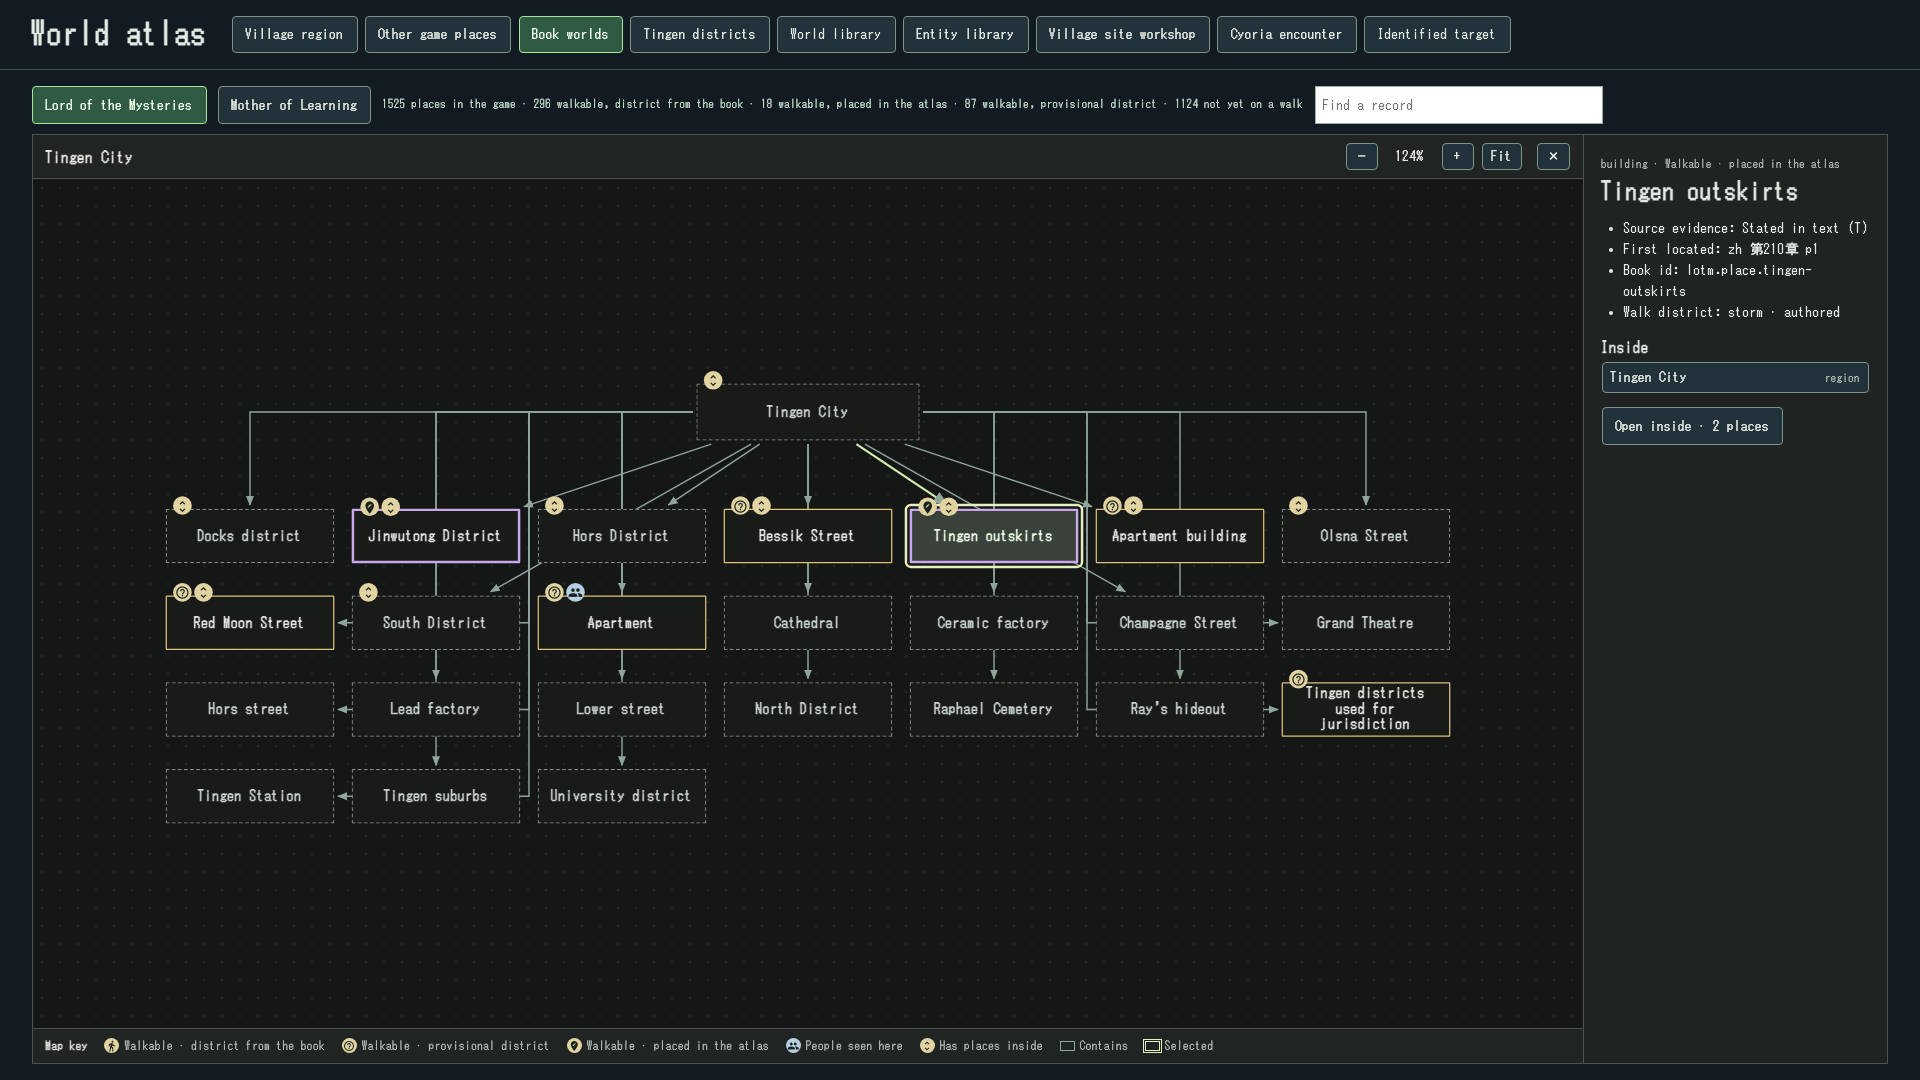 World atlas
Village region
Other game places
Book worlds
Tingen districts
World library
Entity library
Village site workshop
Cyoria encounter
Identified target
Lord of the Mysteries
Mother of Learning
1525 places in the game · 296 walkable, district from the book · 18 walkable, placed in the atlas · 87 walkable, provisional district · 1124 not yet on a walk
Find a record
Tingen City
−
124%
+
Fit
×
Tingen City
Docks district
Jinwutong District
Hors District
Bessik Street
Tingen outskirts
Apartment building
Olsna Street
Red Moon Street
South District
Apartment
Cathedral
Ceramic factory
Champagne Street
Grand Theatre
Hors street
Lead factory
Lower street
North District
Raphael Cemetery
Ray's hideout
Tingen districts
used for
jurisdiction
Tingen Station
Tingen suburbs
University district
Map key
Walkable · district from the book
Walkable · provisional district
Walkable · placed in the atlas
People seen here
Has places inside
Contains
Selected
building · Walkable · placed in the atlas
Tingen outskirts
• Source evidence: Stated in text (T)
• First located: zh 第210章 p1
• Book id: lotm.place.tingen-
outskirts
• Walk district: storm · authored
Inside
Tingen City region
Open inside · 2 places